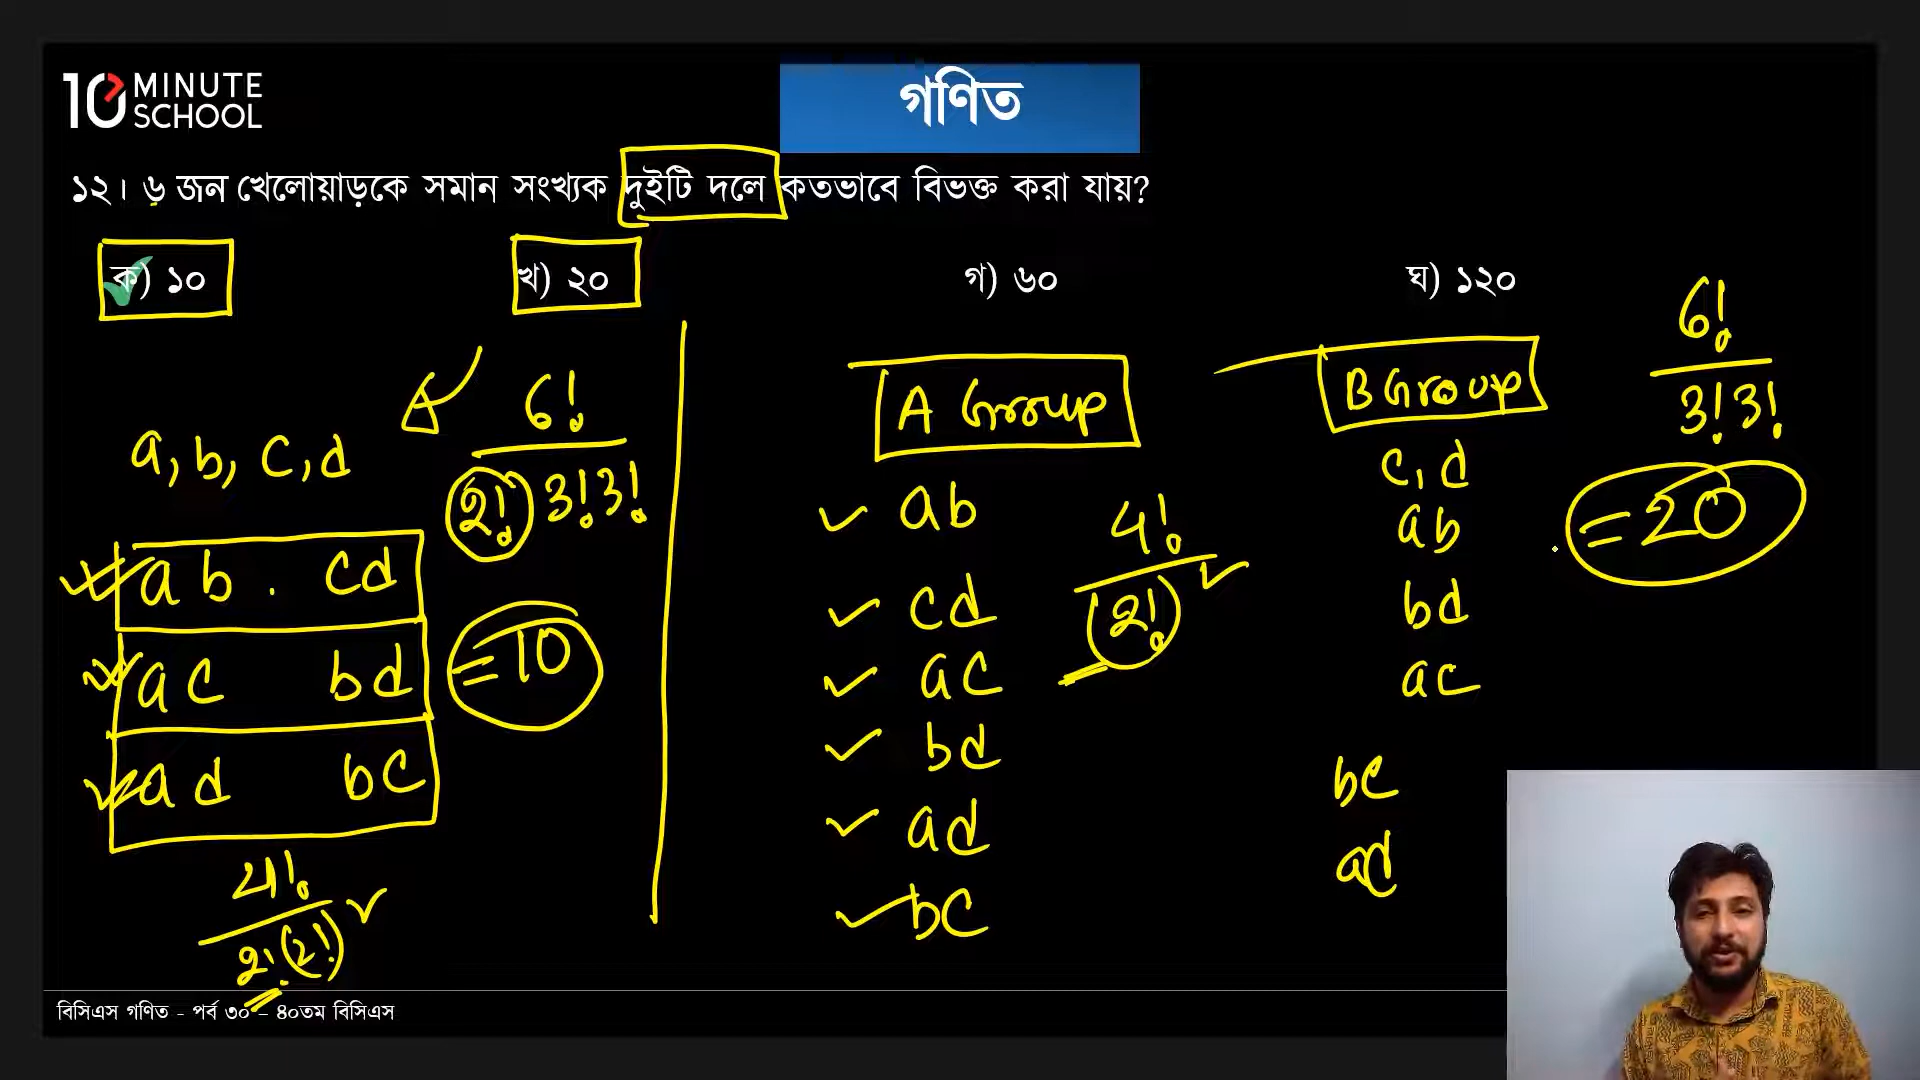 10 MINUTE SCHOOL
গণিত
১২। ৬ জন খেলোয়াড়কে সমান সংখ্যক দুইটি দলে কতভাবে বিভক্ত করা যায়?
ক) ১০ খ) ২০ গ) ৬০ ঘ) ১২০
a, b, c, d
6!
2! 3! 3!
= 10
ab . cd
ac bd
ad bc
4!
2! (2!)
A Group
ab
cd
ac
bd
ad
bc
4!
(2!)
B Group
c, d
ab
bd
ac
bc
ad
6!
3! 3!
= 20
বিসিএস গণিত - পর্ব ৩০ – ৪০তম বিসিএস